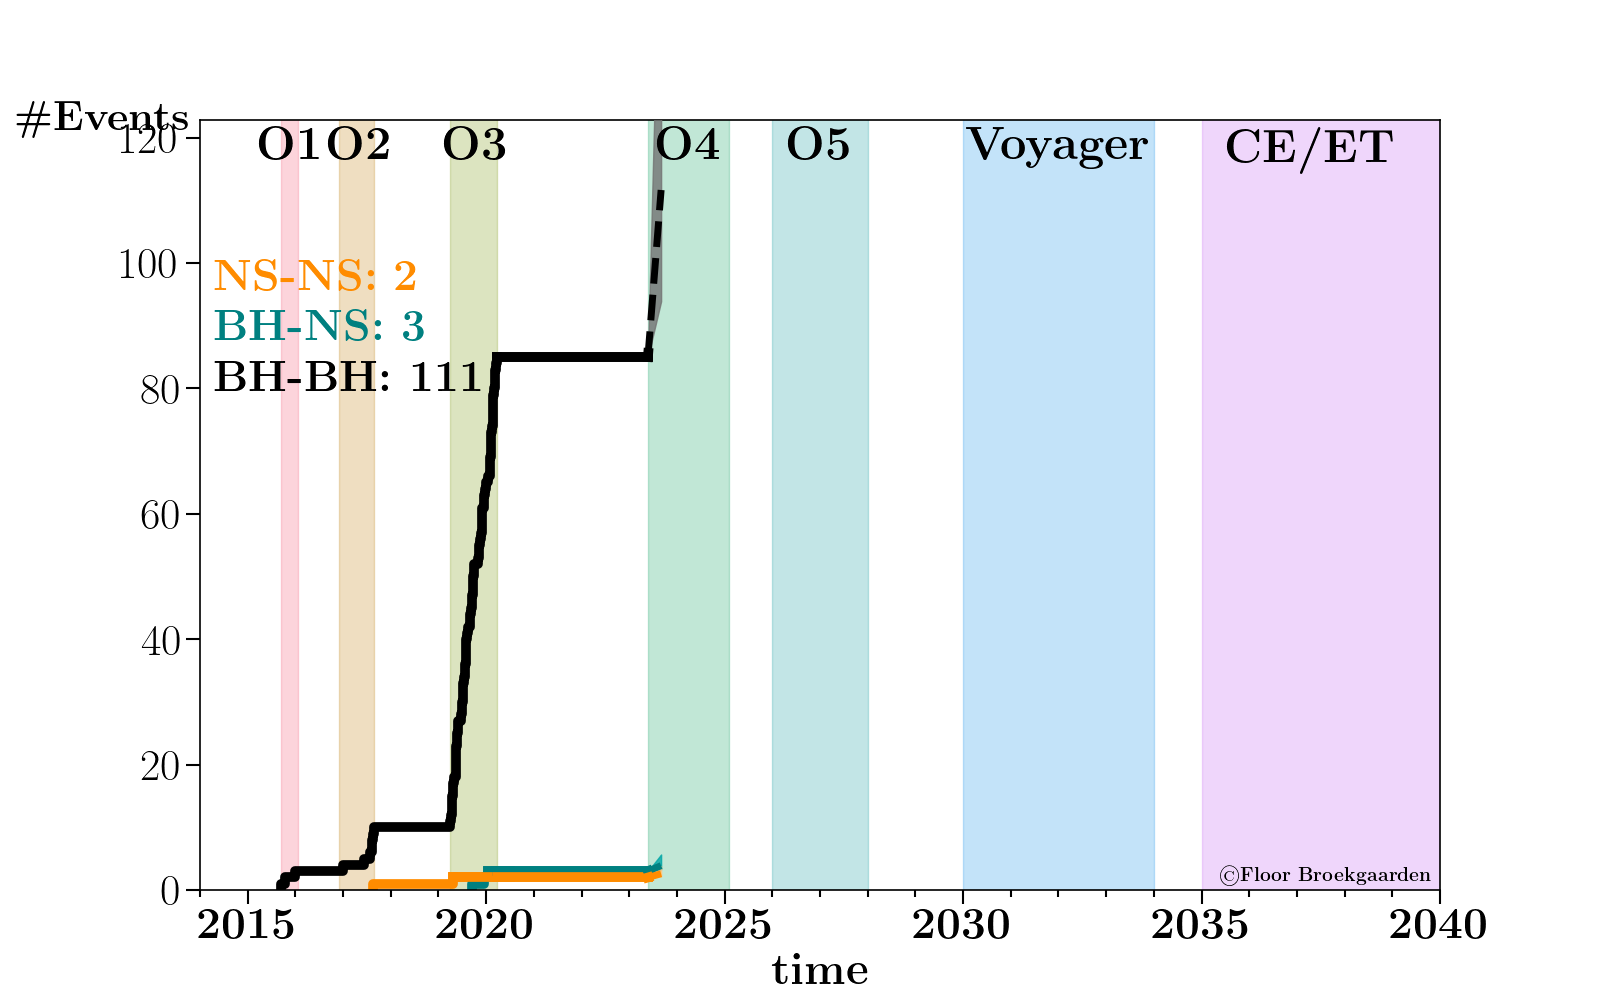 #Events
O1 O2 O3 O4 O5 Voyager CE/ET
120
100
80
60
40
20
0
NS-NS: 2
BH-NS: 3
BH-BH: 111
©Floor Broekgaarden
2015 2020 2025 2030 2035 2040
time